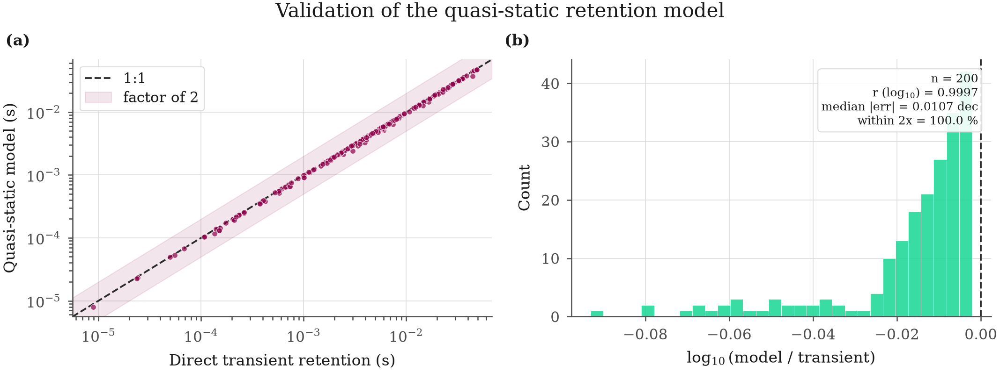 Validation of the quasi-static retention model
(a)
1:1
factor of 2
Quasi-static model (s)
10⁻²
10⁻³
10⁻⁴
10⁻⁵
10⁻⁵ 10⁻⁴ 10⁻³ 10⁻²
Direct transient retention (s)
(b)
n = 200
r (log₁₀) = 0.9997
median |err| = 0.0107 dec
within 2x = 100.0 %
Count
40
30
20
10
0
−0.08 −0.06 −0.04 −0.02 0.00
log₁₀(model / transient)